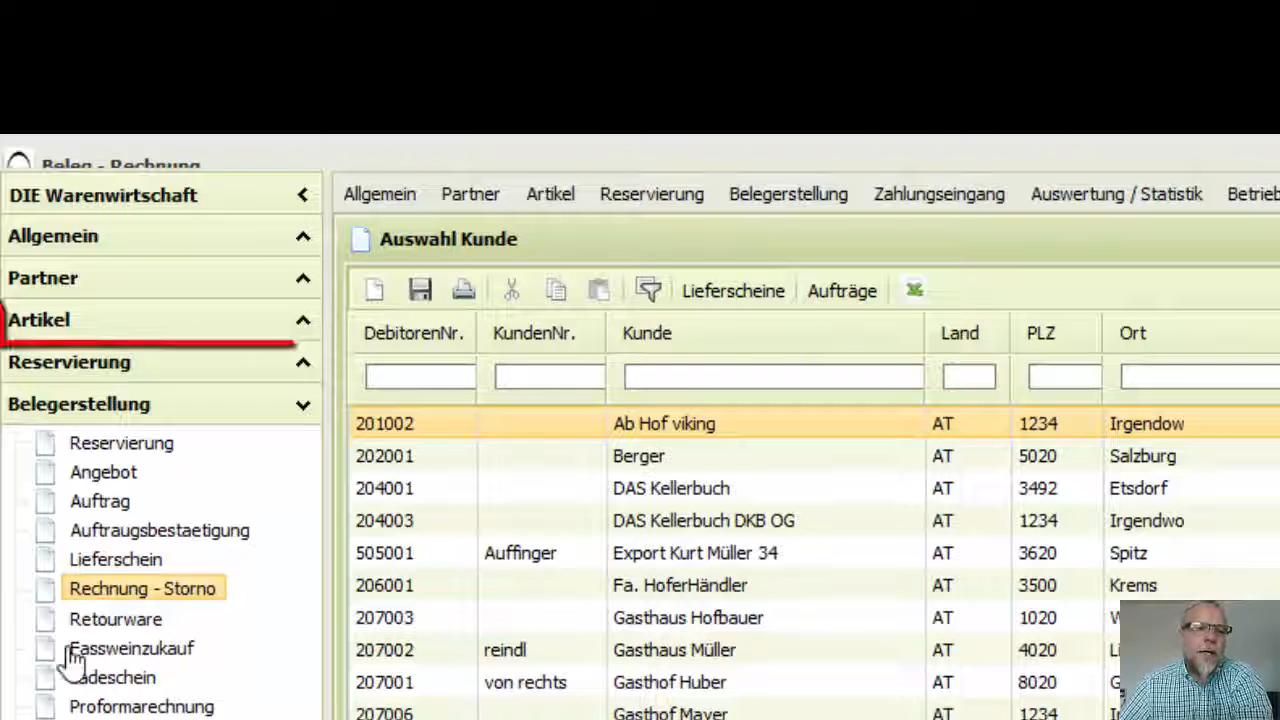 Beleg - Rechnung
DIE Warenwirtschaft
Allgemein
Partner
Artikel
Reservierung
Belegerstellung
Reservierung
Angebot
Auftrag
Auftraugsbestaetigung
Lieferschein
Rechnung - Storno
Retourware
Fassweinzukauf
Proformarechnung
Allgemein Partner Artikel Reservierung Belegerstellung Zahlungseingang Auswertung / Statistik
Auswahl Kunde
Lieferscheine Aufträge
DebitorenNr. KundenNr. Kunde Land PLZ Ort
201002 Ab Hof viking AT 1234 Irgendow
202001 Berger AT 5020 Salzburg
204001 DAS Kellerbuch AT 3492 Etsdorf
204003 DAS Kellerbuch DKB OG AT 1234 Irgendwo
505001 Auffinger Export Kurt Müller 34 AT 3620 Spitz
206001 Fa. HoferHändler AT 3500 Krems
207003 Gasthaus Hofbauer AT 1020
207002 reindl Gasthaus Müller AT 4020
207001 von rechts Gasthof Huber AT 8020
207006 Gasthof Mayer AT 1234